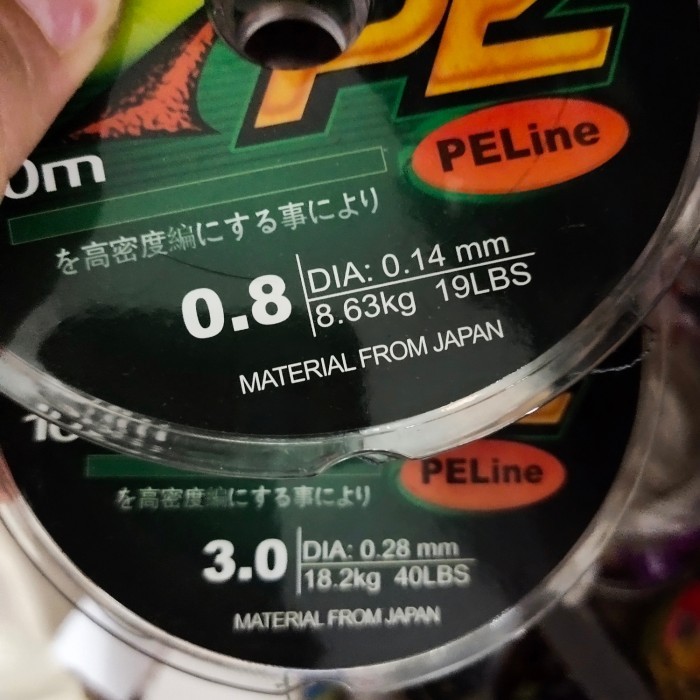 PE
PELine
0m
を高密度編にする事により
0.8
DIA: 0.14 mm
8.63kg 19LBS
MATERIAL FROM JAPAN
PELine
を高密度編にする事により
3.0
DIA: 0.28 mm
18.2kg 40LBS
MATERIAL FROM JAPAN